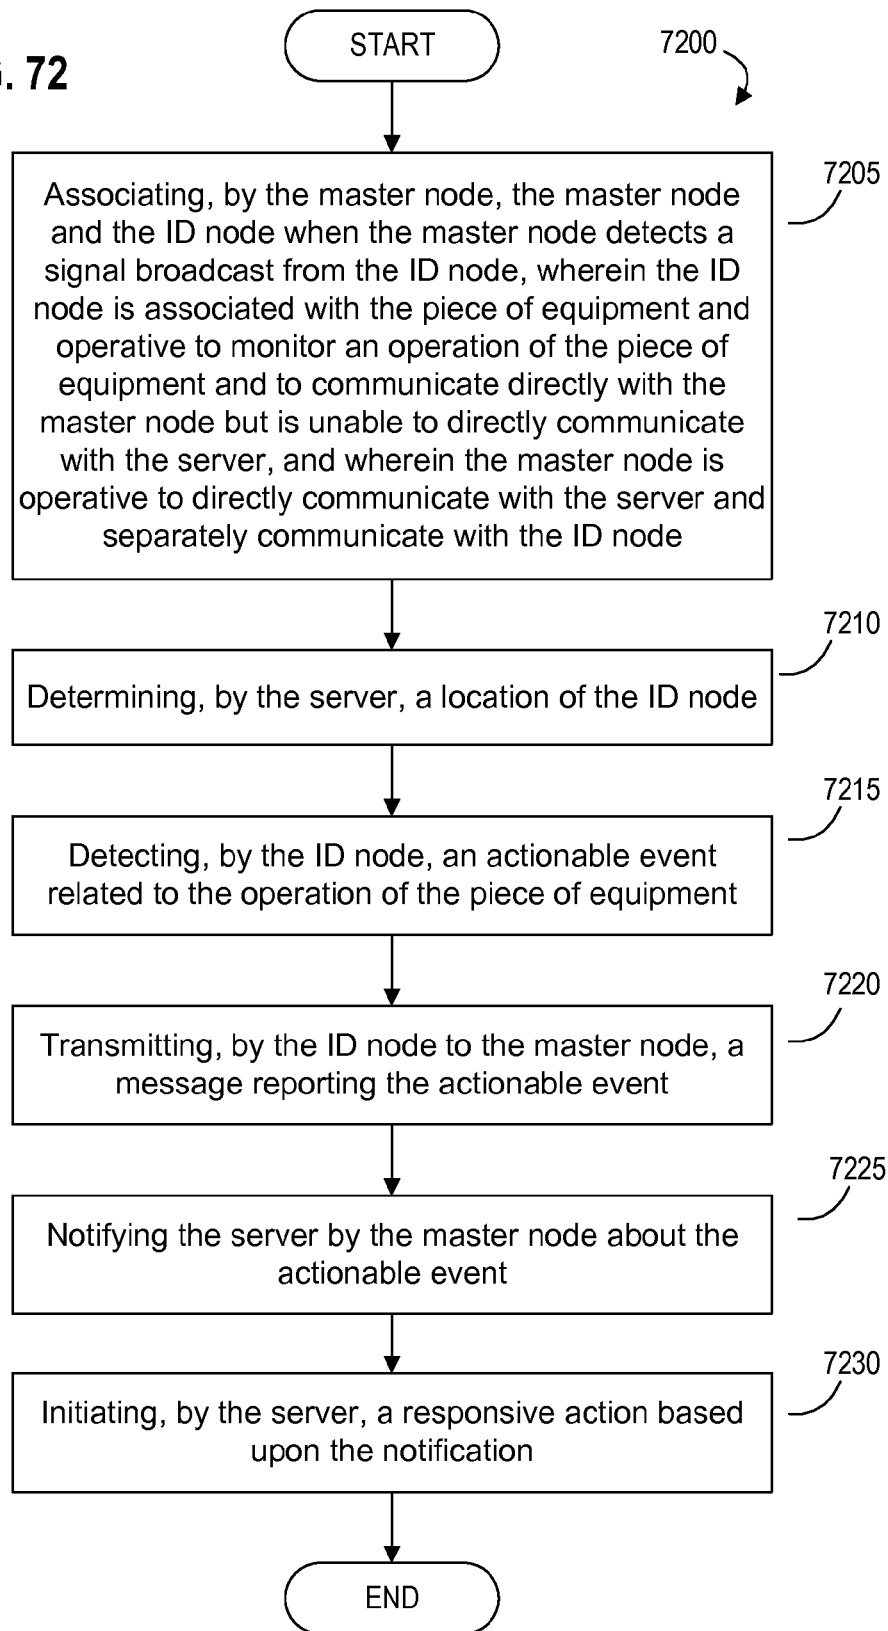 START
7200
. 72
7205
Associating, by the master node, the master node
and the ID node when the master node detects a
signal broadcast from the ID node, wherein the ID
node is associated with the piece of equipment and
operative to monitor an operation of the piece of
equipment and to communicate directly with the
master node but is unable to directly communicate
with the server, and wherein the master node is
operative to directly communicate with the server and
separately communicate with the ID node
7210
Determining, by the server, a location of the ID node
7215
Detecting, by the ID node, an actionable event
related to the operation of the piece of equipment
7220
Transmitting, by the ID node to the master node, a
message reporting the actionable event
7225
Notifying the server by the master node about the
actionable event
7230
Initiating, by the server, a responsive action based
upon the notification
END